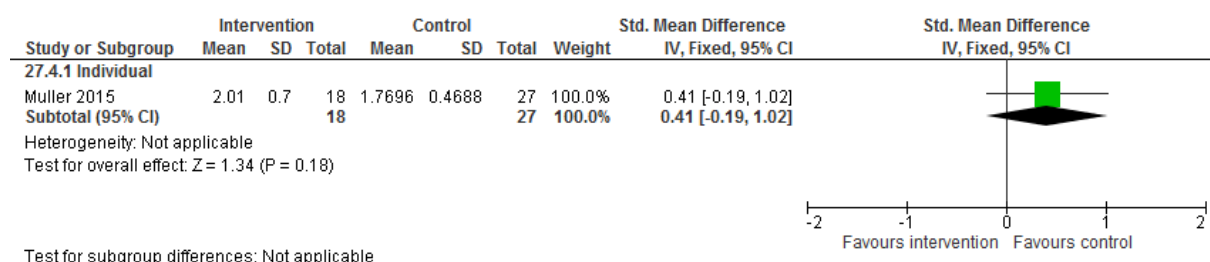 Intervention Control Std. Mean Difference Std. Mean Difference
Study or Subgroup Mean SD Total Mean SD Total Weight IV, Fixed, 95% CI IV, Fixed, 95% CI
27.4.1 Individual
Muller 2015 2.01 0.7 18 1.7696 0.4688 27 100.0% 0.41 [-0.19, 1.02]
Subtotal (95% CI) 18 27 100.0% 0.41 [-0.19, 1.02]
Heterogeneity: Not applicable
Test for overall effect: Z = 1.34 (P = 0.18)
-2 -1 0 1 2
Favours intervention Favours control
Test for subgroup differences: Not applicable